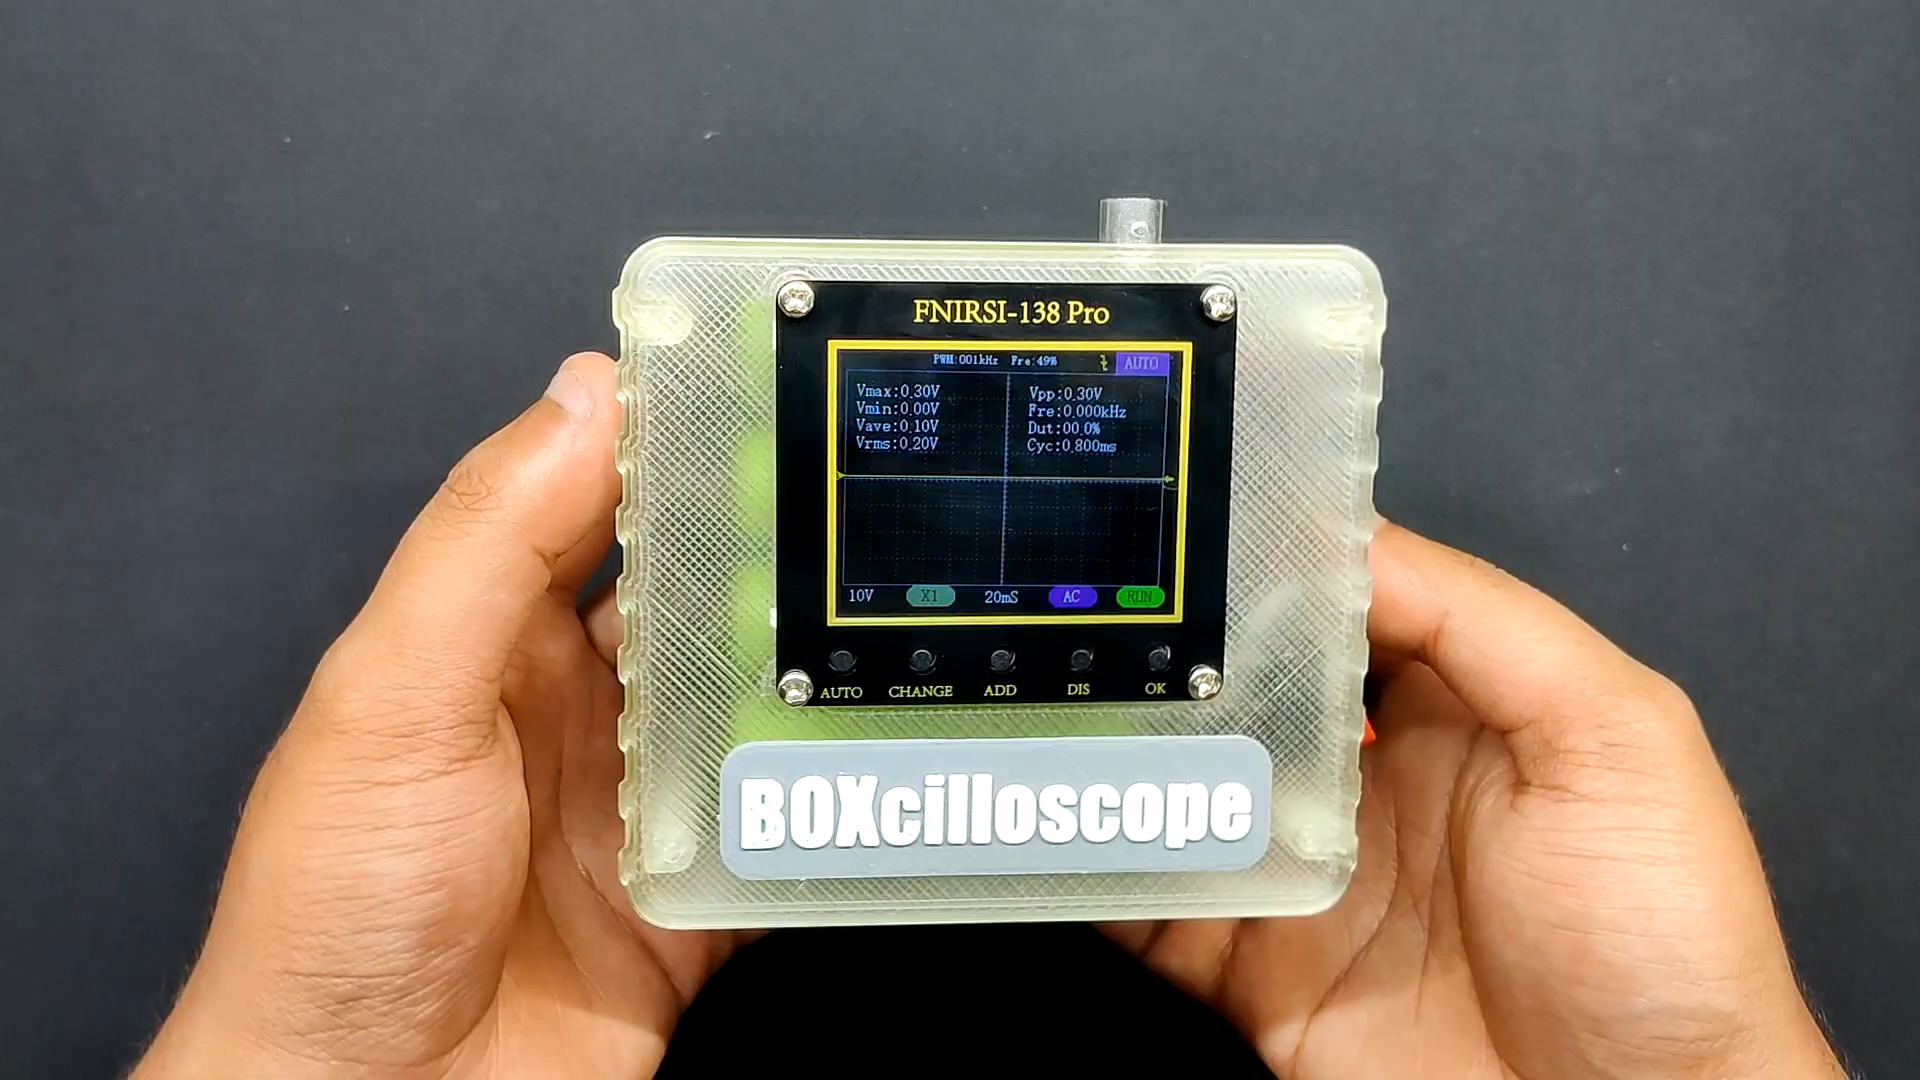 FNIRSI-138 Pro
PWM:001kHz Fre:49% AUTO
Vmax:0.30V Vpp:0.30V
Vmin:0.00V Fre:0.000kHz
Vave:0.10V Dut:00.0%
Vrms:0.20V Cyc:0.800ms
10V X1 20mS AC RUN
AUTO CHANGE ADD DIS OK
BOXcilloscope